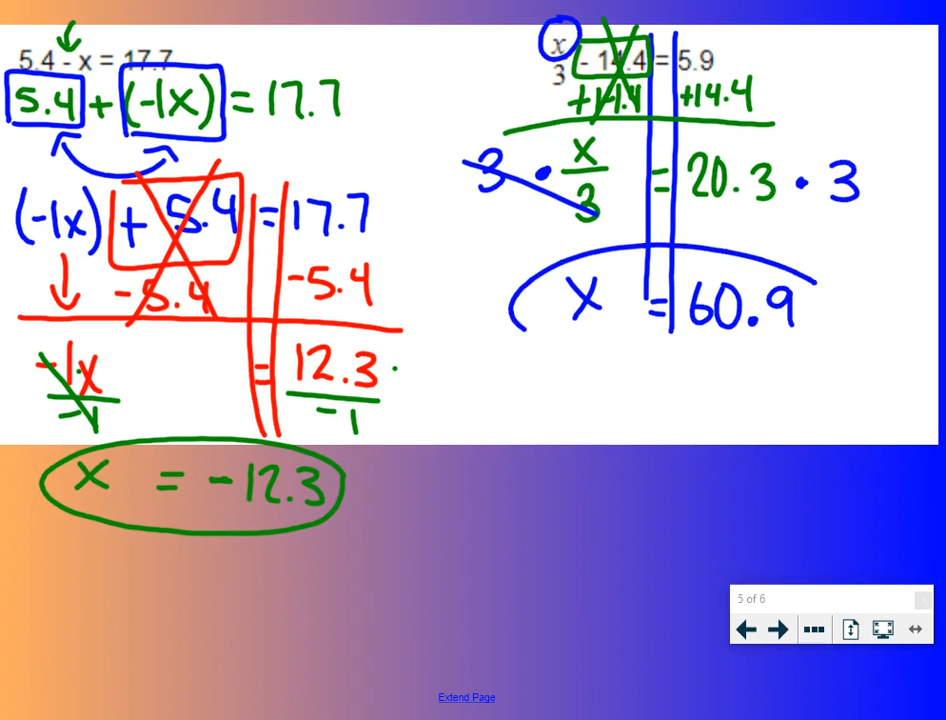 5.4 - x = 17.7
5.4 + (-1x) = 17.7
(-1x) + 5.4 = 17.7
-5.4 -5.4
-1x = 12.3
-1 -1
x = -12.3
x/3 - 14.4 = 5.9
+14.4 +14.4
3 · x/3 = 20.3 · 3
x = 60.9
5 of 6
Extend Page